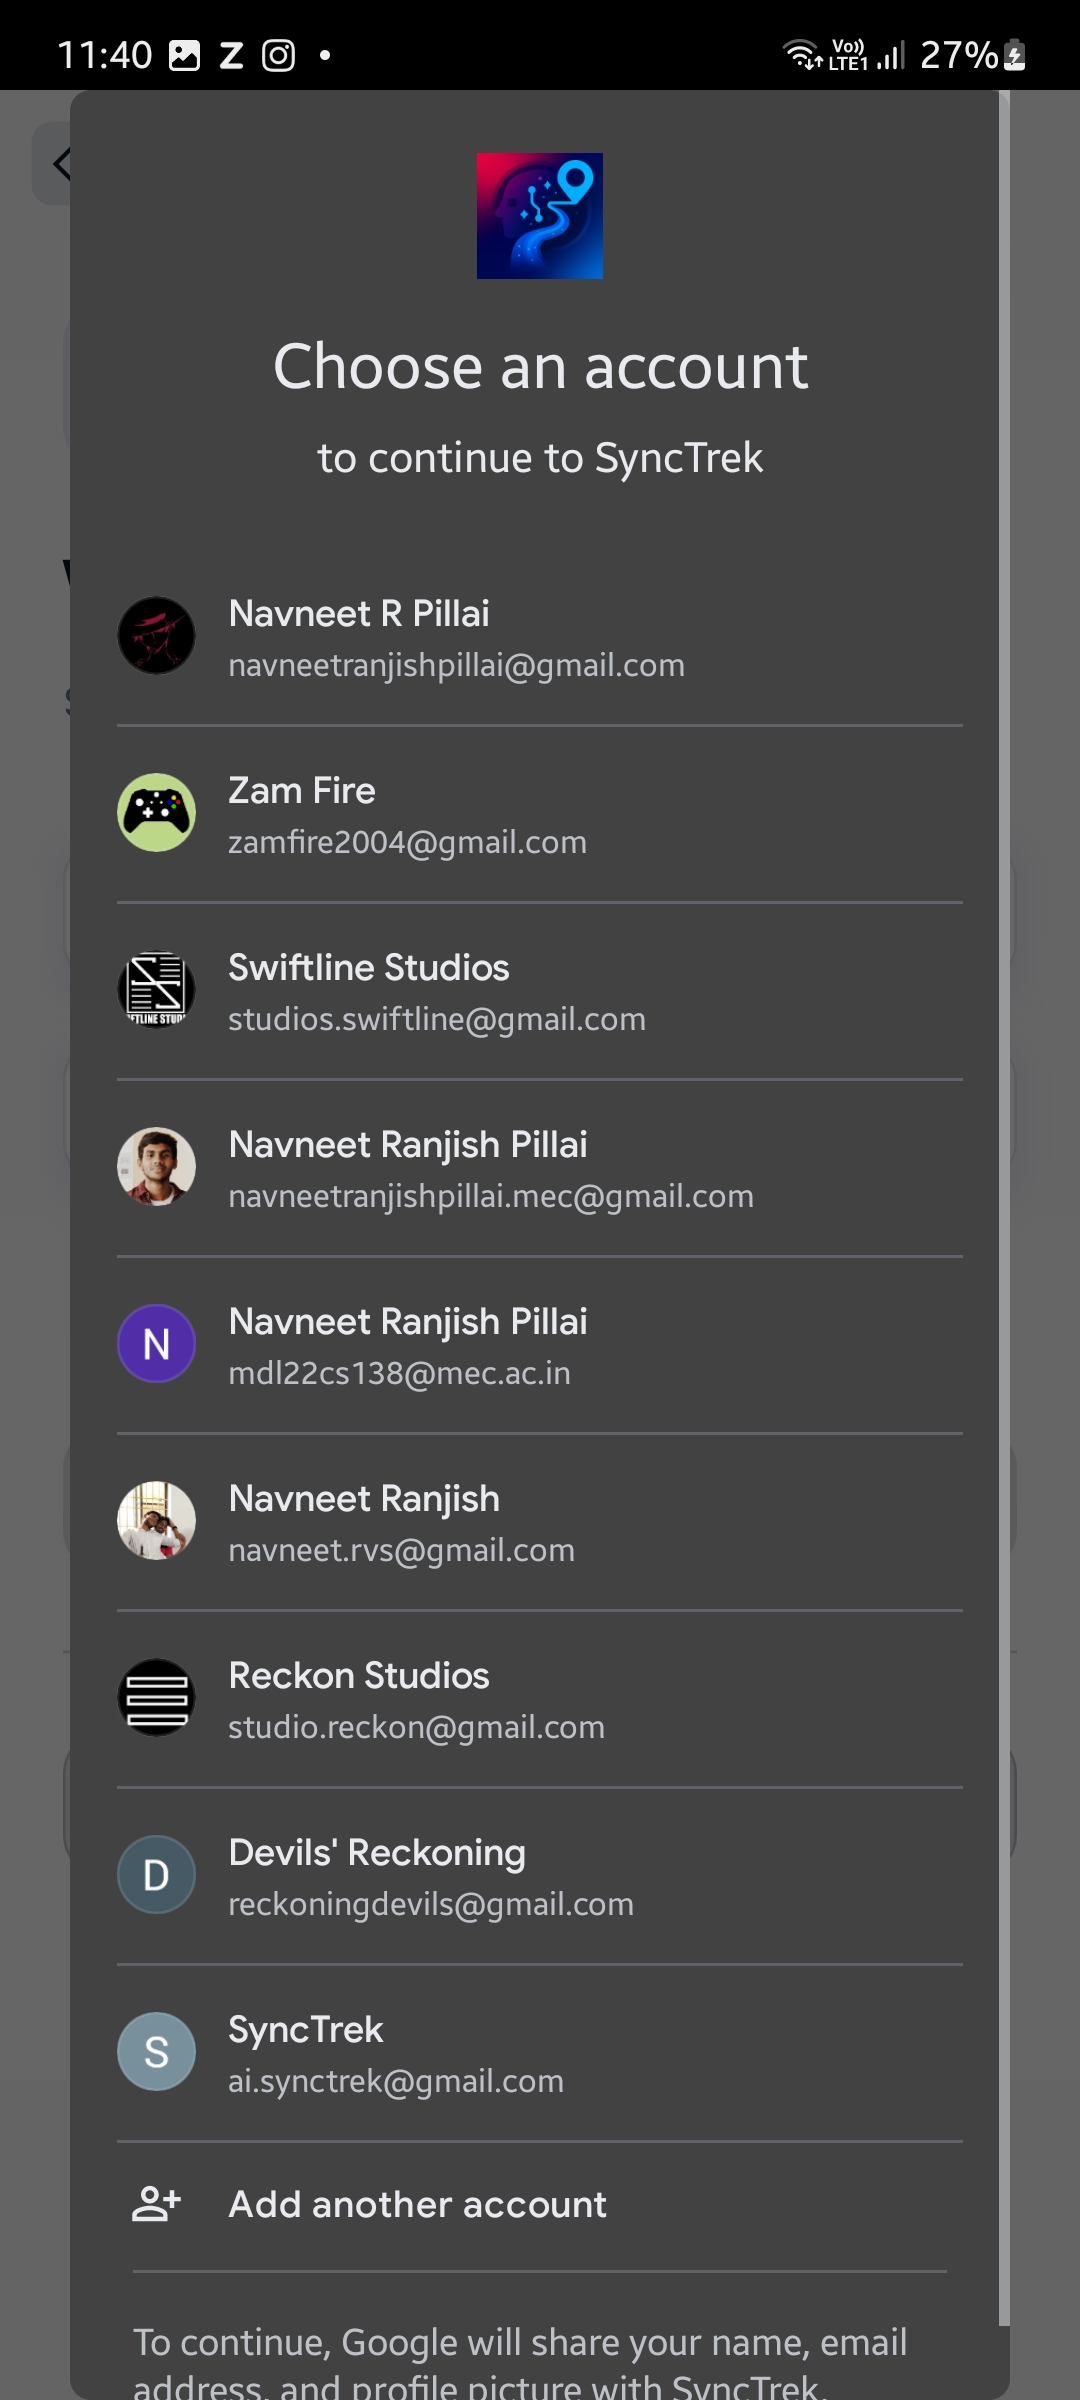 11:40 Z Vo)) LTE1 27%
Choose an account
to continue to SyncTrek
Navneet R Pillai
navneetranjishpillai@gmail.com
Zam Fire
zamfire2004@gmail.com
Swiftline Studios
studios.swiftline@gmail.com
Navneet Ranjish Pillai
navneetranjishpillai.mec@gmail.com
N
Navneet Ranjish Pillai
mdl22cs138@mec.ac.in
Navneet Ranjish
navneet.rvs@gmail.com
Reckon Studios
studio.reckon@gmail.com
D
Devils' Reckoning
reckoningdevils@gmail.com
S
SyncTrek
ai.synctrek@gmail.com
Add another account
To continue, Google will share your name, email
address, and profile picture with SyncTrek.